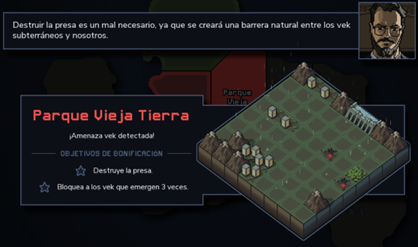 Destruir la presa es un mal necesario, ya que se creará una barrera natural entre los vek
subterráneos y nosotros.
Parque
Vieja
Parque Vieja Tierra
¡Amenaza vek detectada!
OBJETIVOS DE BONIFICACIÓN
Destruye la presa.
Bloquea a los vek que emergen 3 veces.